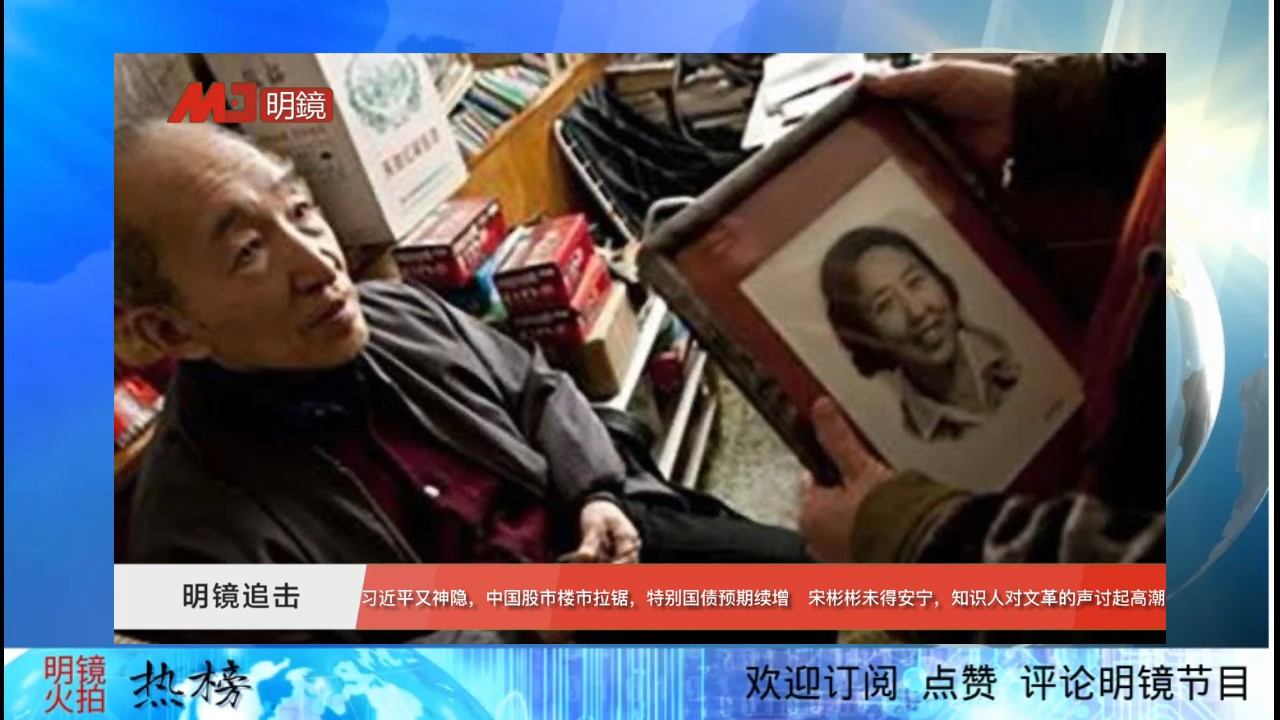 MJ明鏡
明镜追击
习近平又神隐，中国股市楼市拉锯，特别国债预期续增 宋彬彬未得安宁，知识人对文革的声讨起高潮
明镜
火拍
热榜
欢迎订阅 点赞 评论明镜节目